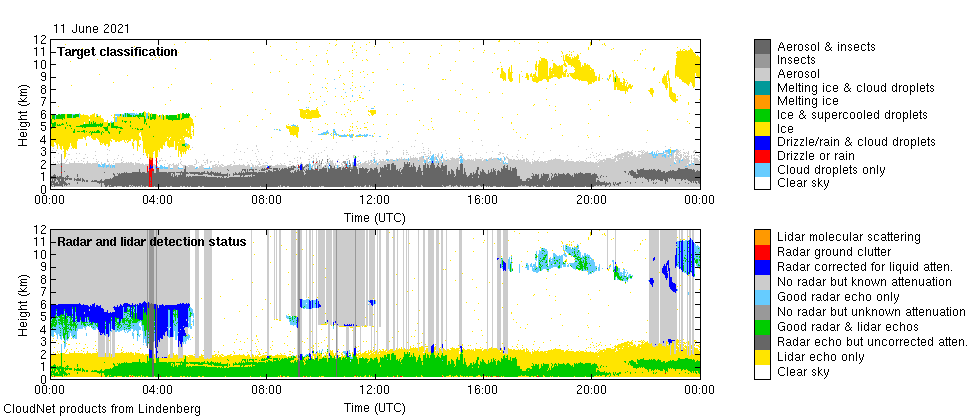 11 June 2021
Target classification
12
11
10
9
8
7
6
5
4
3
2
1
0
Height (km)
00:00 04:00 08:00 12:00 16:00 20:00 00:00
Time (UTC)
Aerosol & insects
Insects
Aerosol
Melting ice & cloud droplets
Melting ice
Ice & supercooled droplets
Ice
Drizzle/rain & cloud droplets
Drizzle or rain
Cloud droplets only
Clear sky
Radar and lidar detection status
12
11
10
9
8
7
6
5
4
3
2
1
0
Height (km)
00:00 04:00 08:00 12:00 16:00 20:00 00:00
Time (UTC)
Lidar molecular scattering
Radar ground clutter
Radar corrected for liquid atten.
No radar but known attenuation
Good radar echo only
No radar but unknown attenuation
Good radar & lidar echos
Radar echo but uncorrected atten.
Lidar echo only
Clear sky
CloudNet products from Lindenberg